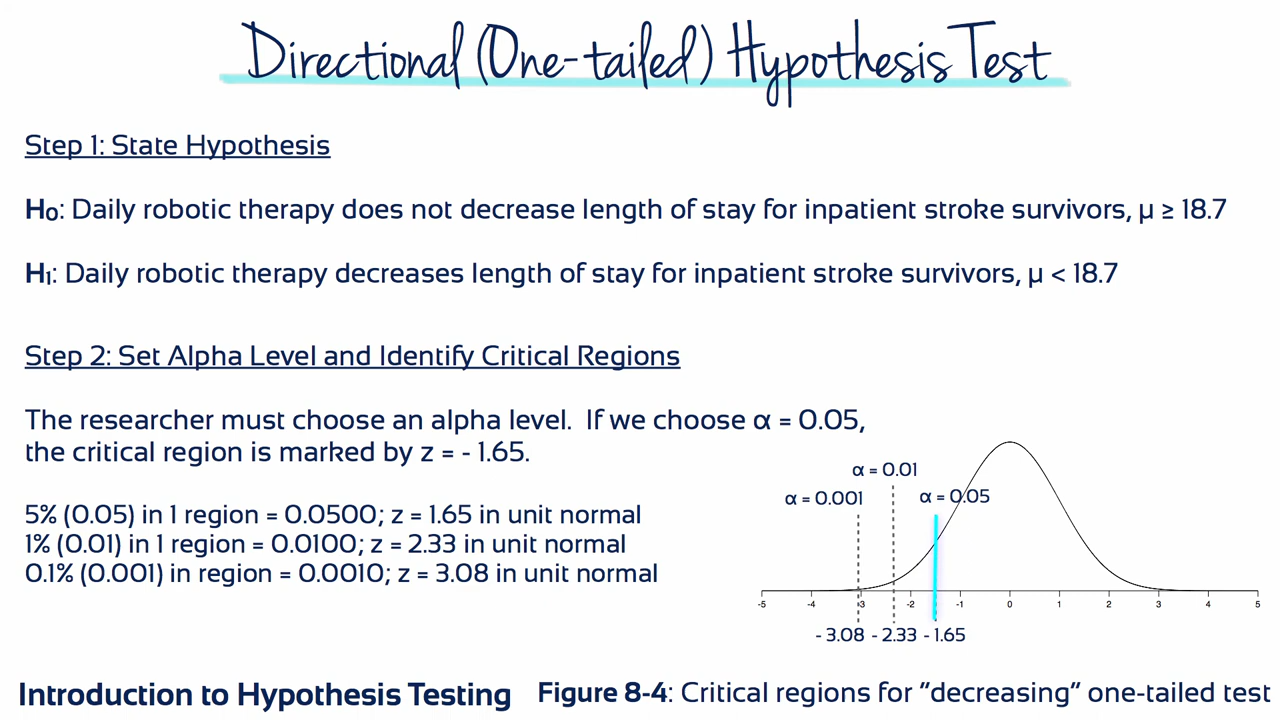 Directional (One-tailed) Hypothesis Test
Step 1: State Hypothesis
H₀: Daily robotic therapy does not decrease length of stay for inpatient stroke survivors, µ ≥ 18.7
H₁: Daily robotic therapy decreases length of stay for inpatient stroke survivors, µ < 18.7
Step 2: Set Alpha Level and Identify Critical Regions
The researcher must choose an alpha level. If we choose α = 0.05,
the critical region is marked by z = - 1.65.
5% (0.05) in 1 region = 0.0500; z = 1.65 in unit normal
1% (0.01) in 1 region = 0.0100; z = 2.33 in unit normal
0.1% (0.001) in region = 0.0010; z = 3.08 in unit normal
α = 0.01
α = 0.001
α = 0.05
-5 -4 -3 -2 -1 0 1 2 3 4 5
- 3.08 - 2.33 - 1.65
Introduction to Hypothesis Testing
Figure 8-4: Critical regions for "decreasing" one-tailed test